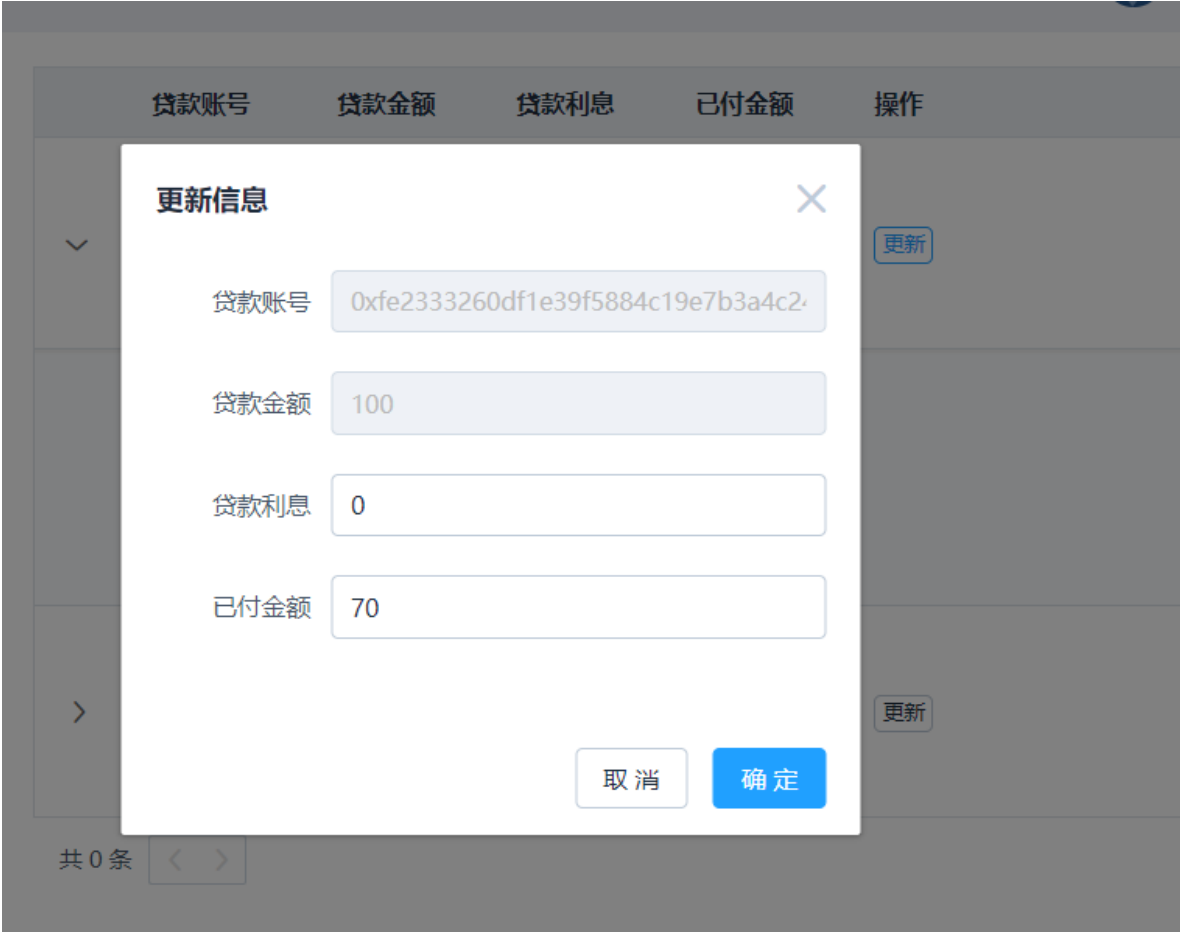 贷款账号 贷款金额 贷款利息 已付金额 操作
更新信息
更新
贷款账号 0xfe2333260df1e39f5884c19e7b3a4c2
贷款金额 100
贷款利息 0
已付金额 70
更新
取消 确定
共 0 条